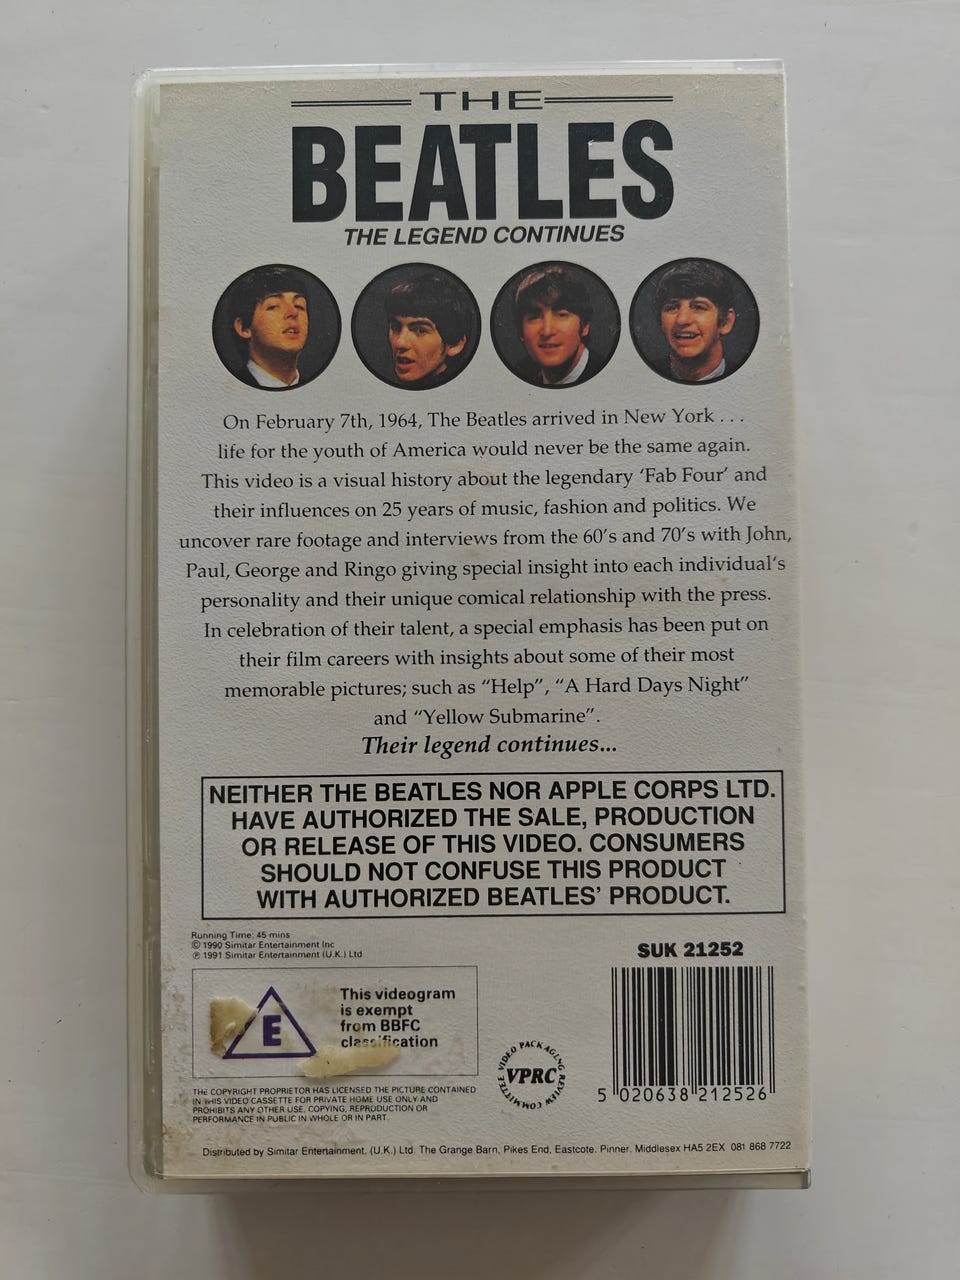 THE
BEATLES
THE LEGEND CONTINUES
On February 7th, 1964, The Beatles arrived in New York . . .
life for the youth of America would never be the same again.
This video is a visual history about the legendary ‘Fab Four’ and
their influences on 25 years of music, fashion and politics. We
uncover rare footage and interviews from the 60’s and 70’s with John,
Paul, George and Ringo giving special insight into each individual‘s
personality and their unique comical relationship with the press.
In celebration of their talent, a special emphasis has been put on
their film careers with insights about some of their most
memorable pictures; such as “Help”, “A Hard Days Night”
and “Yellow Submarine”.
Their legend continues...
NEITHER THE BEATLES NOR APPLE CORPS LTD.
HAVE AUTHORIZED THE SALE, PRODUCTION
OR RELEASE OF THIS VIDEO. CONSUMERS
SHOULD NOT CONFUSE THIS PRODUCT
WITH AUTHORIZED BEATLES’ PRODUCT.
Running Time: 45 mins
© 1990 Simitar Entertainment Inc
℗ 1991 Simitar Entertainment (U.K.) Ltd
SUK 21252
E
This videogram
is exempt
from BBFC
classification
VIDEO PACKAGING REVIEW COMMITTEE
VPRC
5 020638 212526
THE COPYRIGHT PROPRIETOR HAS LICENSED THE PICTURE CONTAINED
IN THIS VIDEO CASSETTE FOR PRIVATE HOME USE ONLY AND
PROHIBITS ANY OTHER USE, COPYING, REPRODUCTION OR
PERFORMANCE IN PUBLIC IN WHOLE OR IN PART.
Distributed by Simitar Entertainment, (U.K.) Ltd. The Grange Barn, Pikes End, Eastcote, Pinner, Middlesex HA5 2EX 081 868 7722